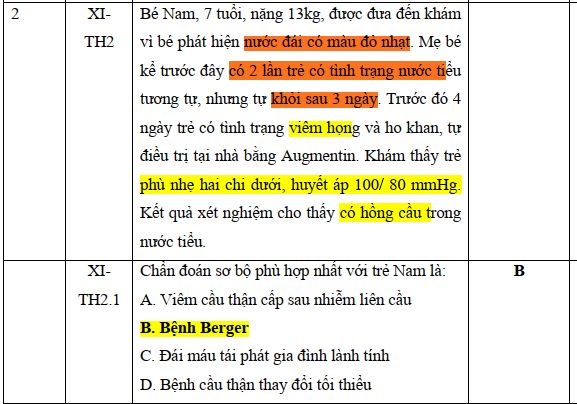 2
XI-
TH2
Bé Nam, 7 tuổi, nặng 13kg, được đưa đến khám
vì bé phát hiện nước đái có màu đỏ nhạt. Mẹ bé
kể trước đây có 2 lần trẻ có tình trạng nước tiểu
tương tự, nhưng tự khỏi sau 3 ngày. Trước đó 4
ngày trẻ có tình trạng viêm họng và ho khan, tự
điều trị tại nhà bằng Augmentin. Khám thấy trẻ
phù nhẹ hai chi dưới, huyết áp 100/ 80 mmHg.
Kết quả xét nghiệm cho thấy có hồng cầu trong
nước tiểu.
XI-
TH2.1
Chẩn đoán sơ bộ phù hợp nhất với trẻ Nam là:
A. Viêm cầu thận cấp sau nhiễm liên cầu
B. Bệnh Berger
C. Đái máu tái phát gia đình lành tính
D. Bệnh cầu thận thay đổi tối thiểu
B